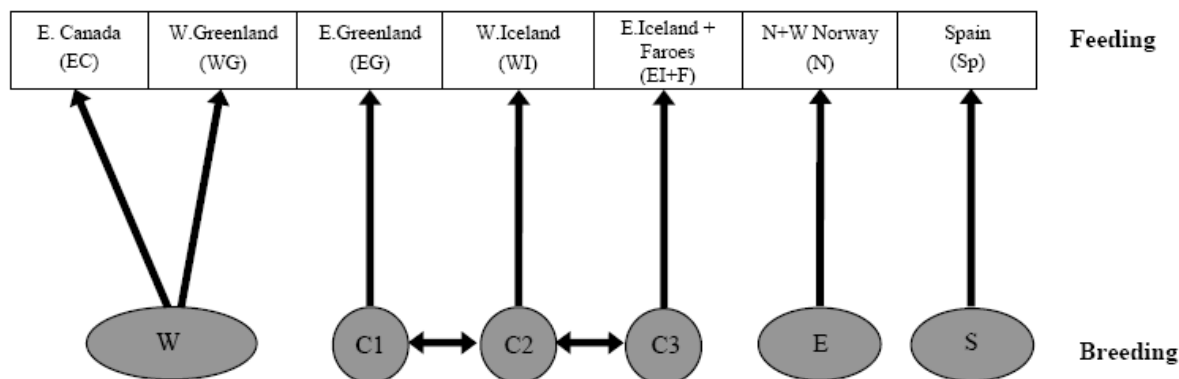 E. Canada
(EC)
W.Greenland
(WG)
E.Greenland
(EG)
W.Iceland
(WI)
E.Iceland +
Faroes
(EI+F)
N+W Norway
(N)
Spain
(Sp)
Feeding
W
C1
C2
C3
E
S
Breeding